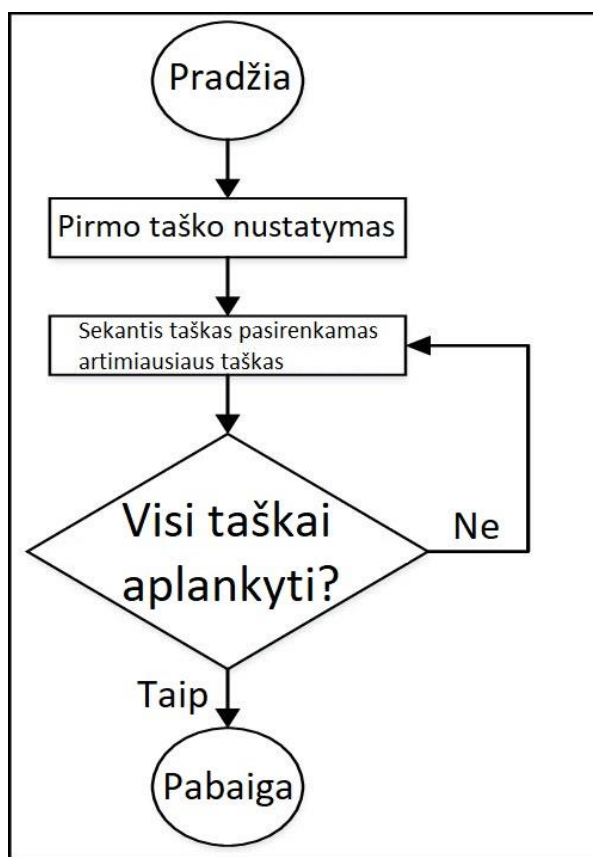 Pradžia
Pirmo taško nustatymas
Sekantis taškas pasirenkamas
artimiausiaus taškas
Visi taškai
aplankyti?
Ne
Taip
Pabaiga